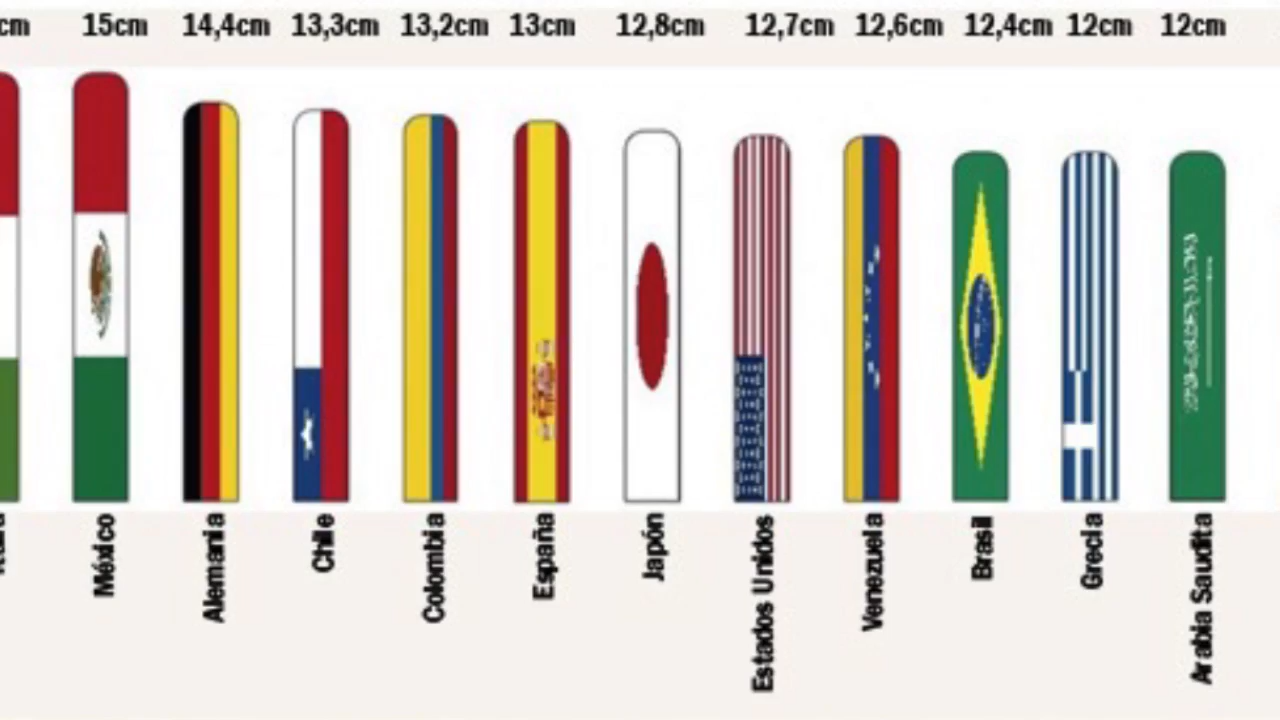 cm 15cm 14,4cm 13,3cm 13,2cm 13cm 12,8cm 12,7cm 12,6cm 12,4cm 12cm 12cm
México
Alemania
Chile
Colombia
España
Japón
Estados Unidos
Venezuela
Brasil
Grecia
Arabia Saudita